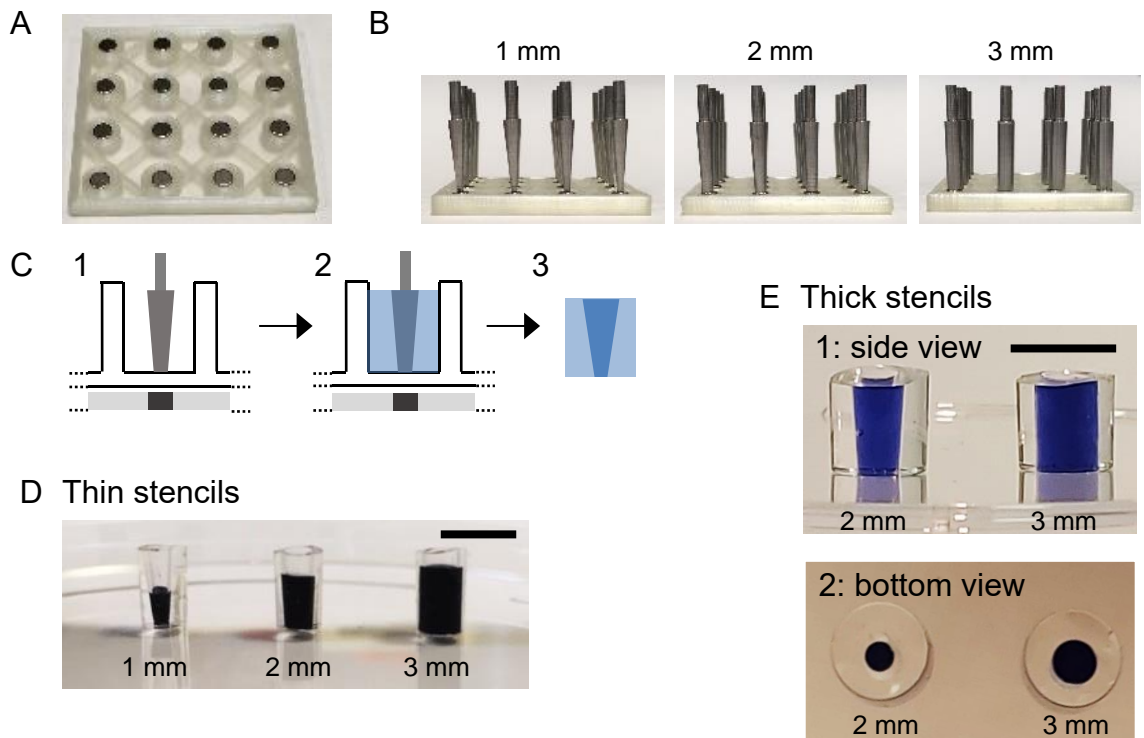 A
B
1 mm
2 mm
3 mm
C
1
2
3
D Thin stencils
1 mm
2 mm
3 mm
E Thick stencils
1: side view
2 mm
3 mm
2: bottom view
2 mm
3 mm